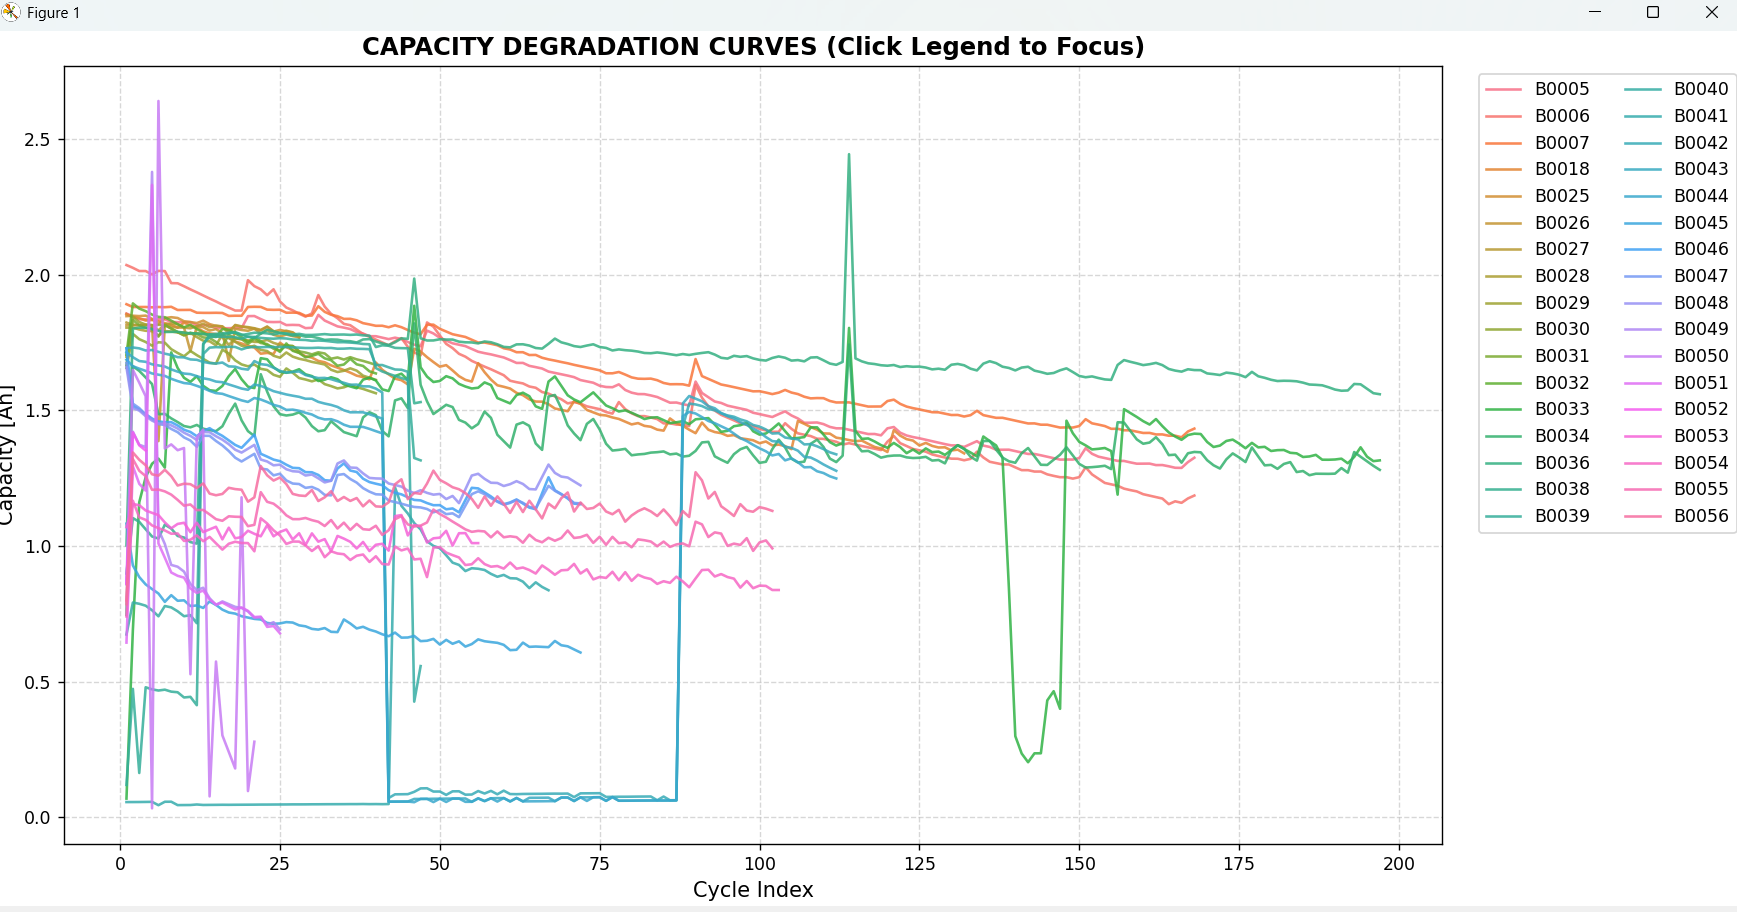 Figure 1
CAPACITY DEGRADATION CURVES (Click Legend to Focus)
Capacity [Ah]
2.5
2.0
1.5
1.0
0.5
0.0
0
25
50
75
100
125
150
175
200
Cycle Index
B0005
B0006
B0007
B0018
B0025
B0026
B0027
B0028
B0029
B0030
B0031
B0032
B0033
B0034
B0036
B0038
B0039
B0040
B0041
B0042
B0043
B0044
B0045
B0046
B0047
B0048
B0049
B0050
B0051
B0052
B0053
B0054
B0055
B0056